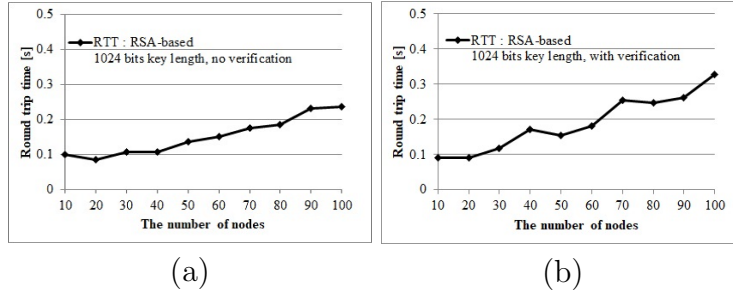 0.5
0.4
0.3
0.2
0.1
0
Round trip time [s]
RTT : RSA-based
1024 bits key length, no verification
10 20 30 40 50 60 70 80 90 100
The number of nodes
(a)
0.5
0.4
0.3
0.2
0.1
0
Round trip time [s]
RTT : RSA-based
1024 bits key length, with verification
10 20 30 40 50 60 70 80 90 100
The number of nodes
(b)